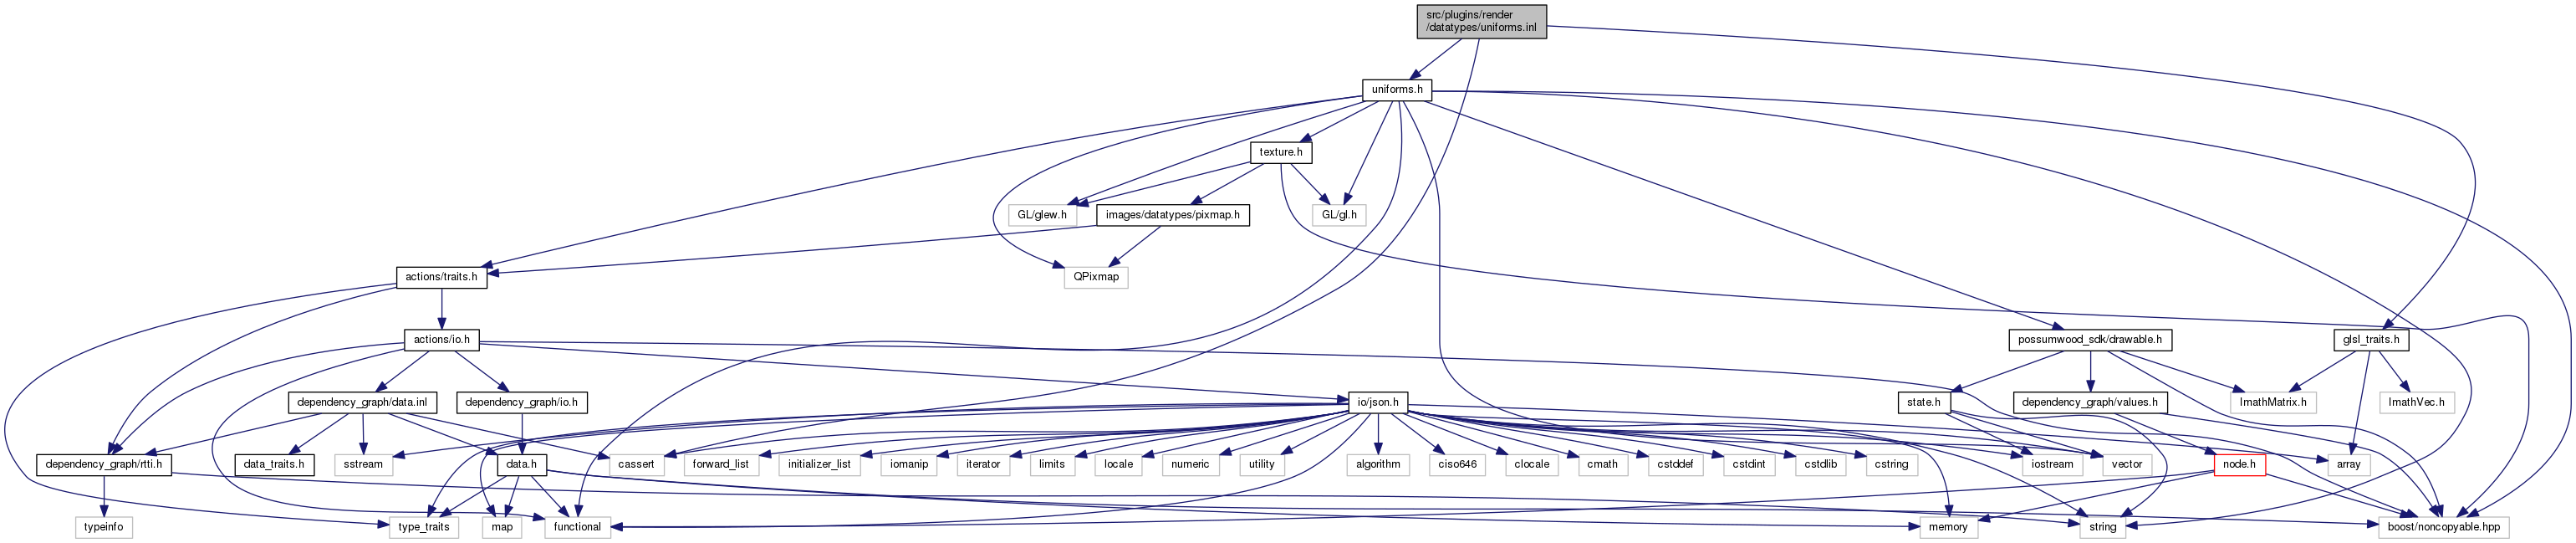 src/plugins/render
/datatypes/uniforms.inl
uniforms.h
texture.h
GL/glew.h
images/datatypes/pixmap.h
GL/gl.h
actions/traits.h
QPixmap
actions/io.h
possumwood_sdk/drawable.h
glsl_traits.h
dependency_graph/data.inl
dependency_graph/io.h
io/json.h
state.h
dependency_graph/values.h
ImathMatrix.h
ImathVec.h
dependency_graph/rtti.h
data_traits.h
sstream
data.h
cassert
forward_list
initializer_list
iomanip
iterator
limits
locale
numeric
utility
algorithm
ciso646
clocale
cmath
cstddef
cstdint
cstdlib
cstring
iostream
vector
node.h
array
typeinfo
type_traits
map
functional
memory
string
boost/noncopyable.hpp